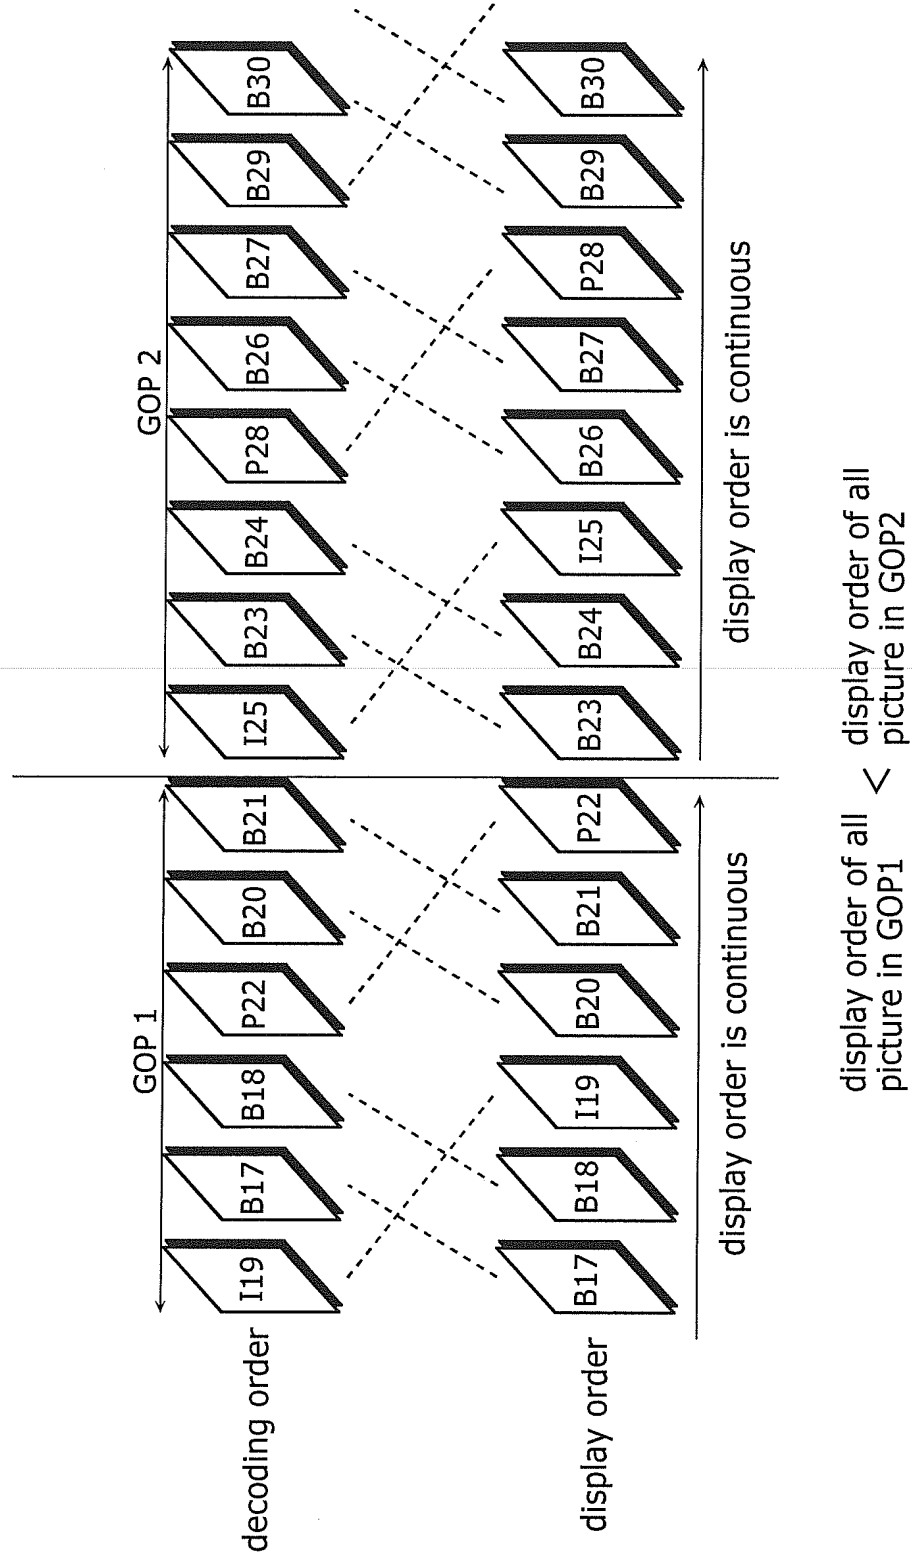 GOP 1 GOP 2
decoding order I19 B17 B18 P22 B20 B21 I25 B23 B24 P28 B26 B27 B29 B30
display order B17 B18 I19 B20 B21 P22 B23 B24 I25 B26 B27 P28 B29 B30
display order is continuous display order is continuous
display order of all < display order of all
picture in GOP1 picture in GOP2